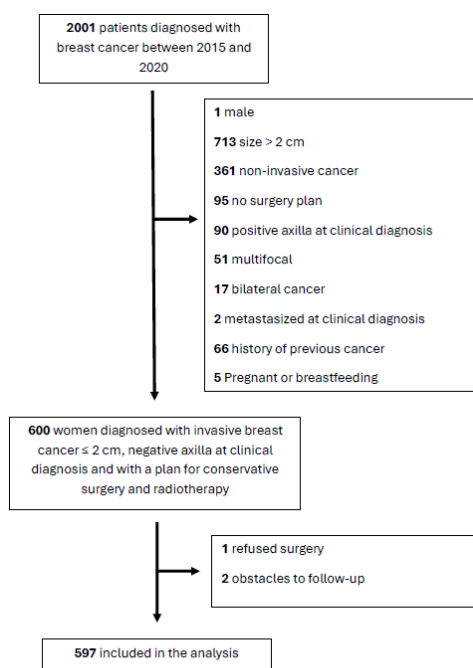 2001 patients diagnosed with
breast cancer between 2015 and
2020
1 male
713 size > 2 cm
361 non-invasive cancer
95 no surgery plan
90 positive axilla at clinical diagnosis
51 multifocal
17 bilateral cancer
2 metastasized at clinical diagnosis
66 history of previous cancer
5 Pregnant or breastfeeding
600 women diagnosed with invasive breast
cancer ≤ 2 cm, negative axilla at clinical
diagnosis and with a plan for conservative
surgery and radiotherapy
1 refused surgery
2 obstacles to follow-up
597 included in the analysis